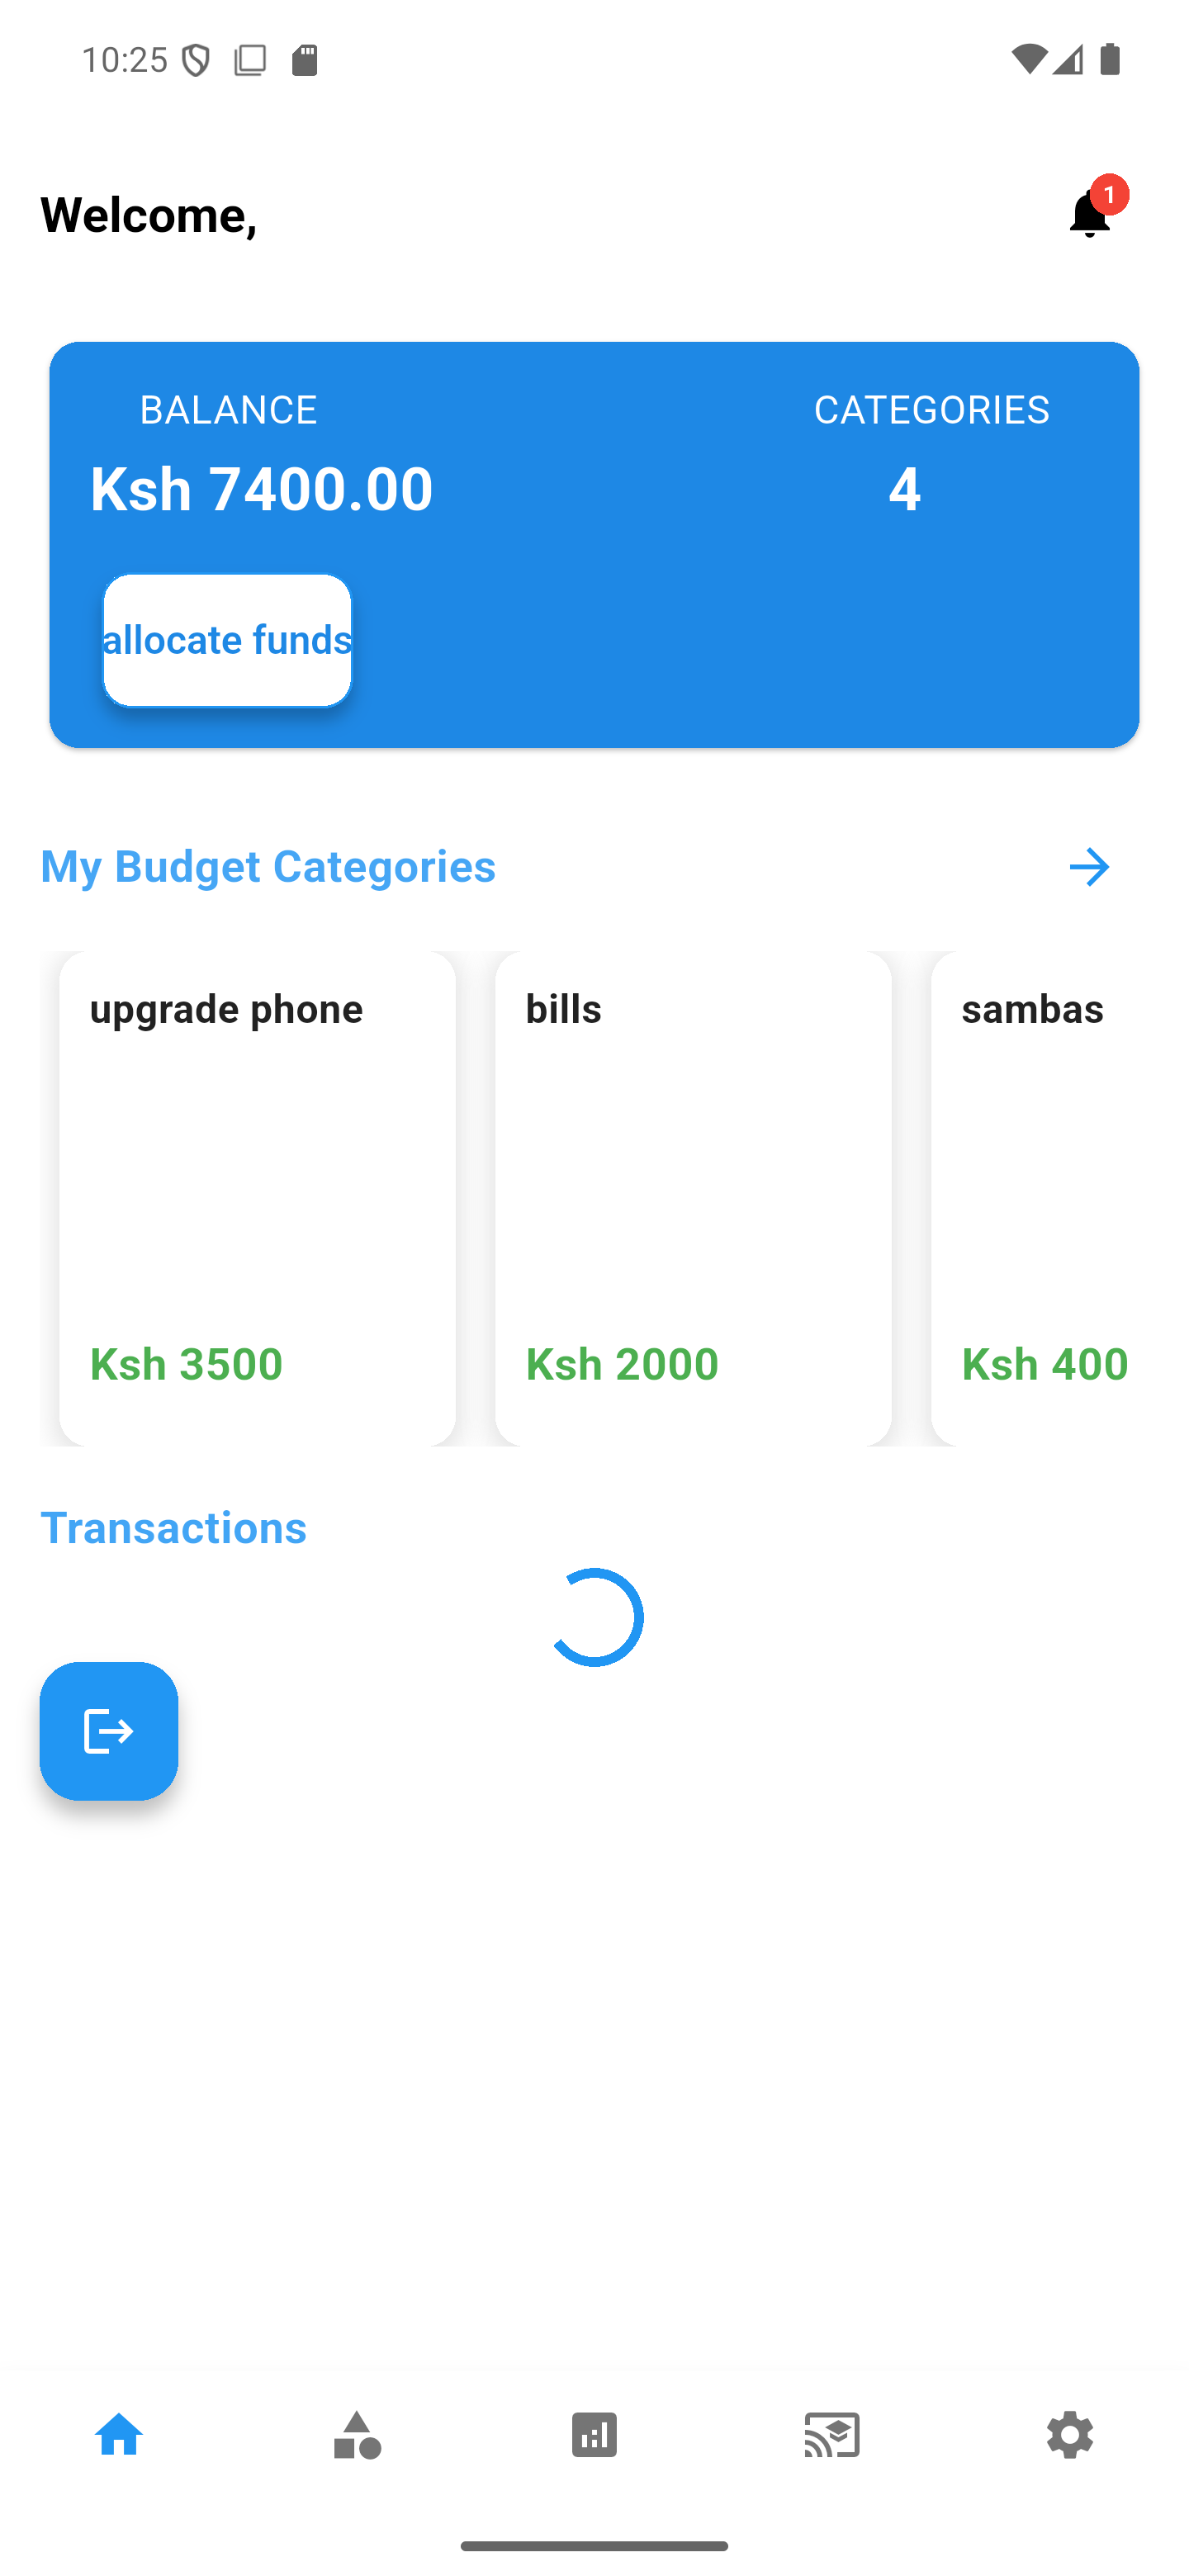 10:25
Welcome,
1
BALANCE
CATEGORIES
Ksh 7400.00
4
allocate funds
My Budget Categories
upgrade phone
bills
sambas
Ksh 3500
Ksh 2000
Ksh 400
Transactions